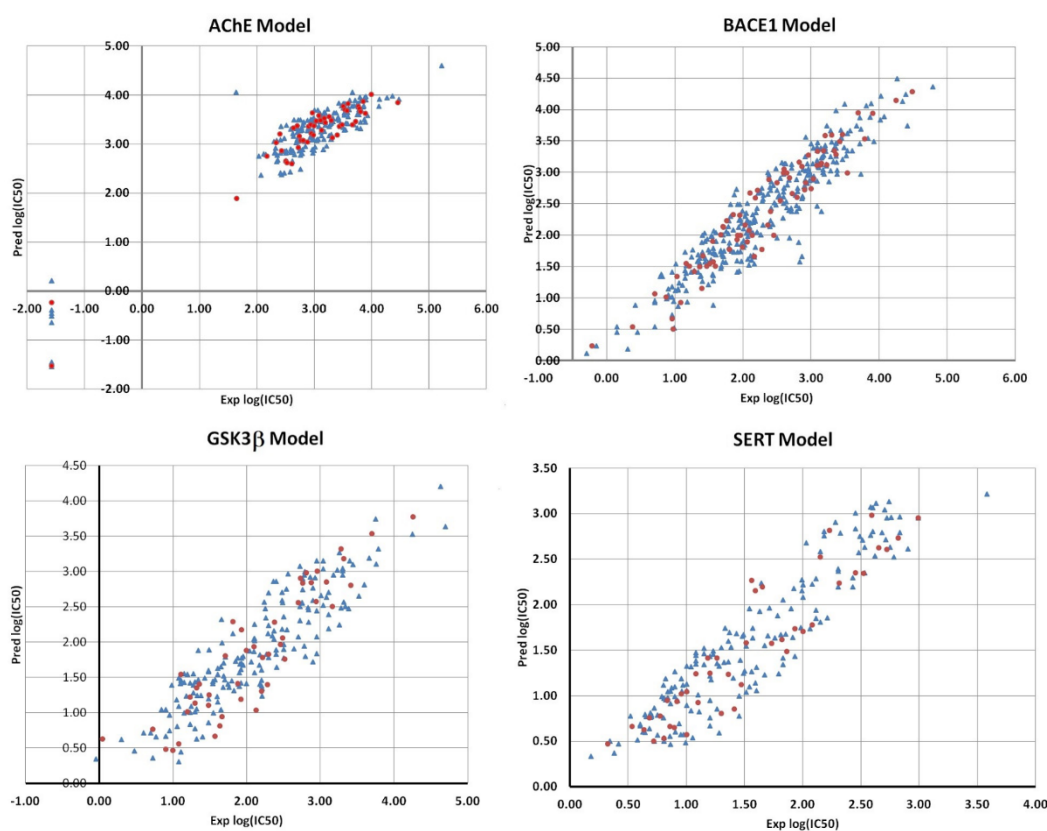 AChE Model
5.00
4.00
3.00
2.00
1.00
0.00
-1.00
-2.00
-2.00 -1.00 0.00 1.00 2.00 3.00 4.00 5.00 6.00
Pred log(IC50)
Exp log(IC50)
BACE1 Model
5.00
4.50
4.00
3.50
3.00
2.50
2.00
1.50
1.00
0.50
0.00
-1.00 0.00 1.00 2.00 3.00 4.00 5.00 6.00
Pred log(IC50)
Exp log(IC50)
GSK3β Model
4.50
4.00
3.50
3.00
2.50
2.00
1.50
1.00
0.50
0.00
-1.00 0.00 1.00 2.00 3.00 4.00 5.00
Pred log(IC50)
Exp log(IC50)
SERT Model
3.50
3.00
2.50
2.00
1.50
1.00
0.50
0.00
0.00 0.50 1.00 1.50 2.00 2.50 3.00 3.50 4.00
Pred log(IC50)
Exp log(IC50)